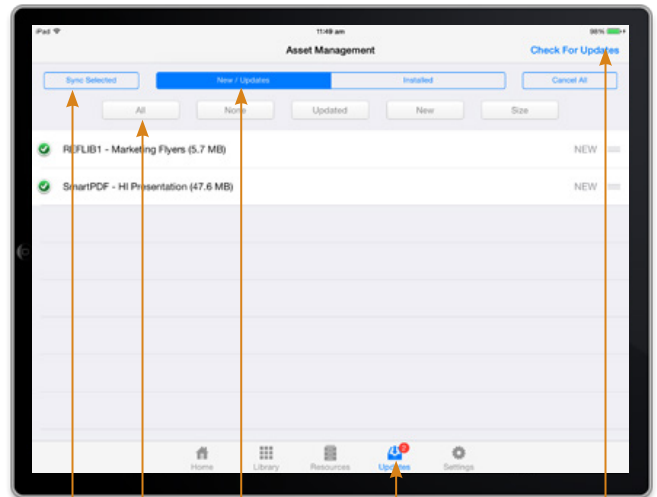 iPad 11:49 am 98%
Asset Management Check For Updates
Sync Selected New / Updates Installed Cancel All
All None Updated New Size
REFLIB1 - Marketing Flyers (5.7 MB) NEW
SmartPDF - HI Presentation (47.6 MB) NEW
2
Home Library Resources Updates Settings